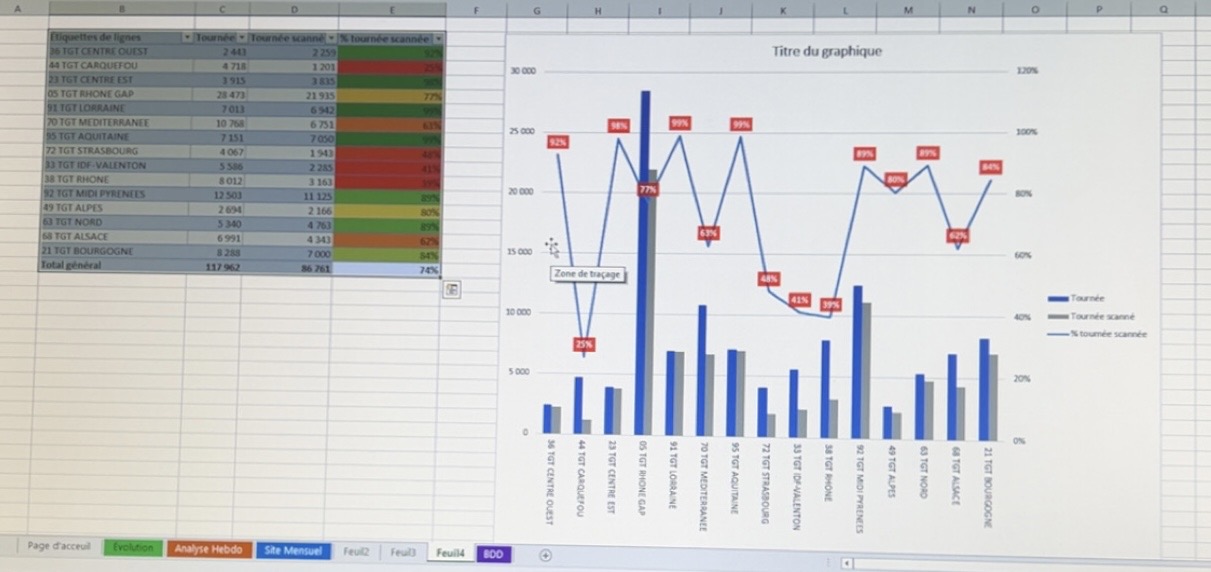 A B C D E F G H I J K L M N O P Q
Etiquettes de lignes Tournée Tournée scanné % tournée scannée
36 TGT CENTRE OUEST 2 443 2 259 92%
44 TGT CARQUEFOU 4 718 1 201 25%
23 TGT CENTRE EST 3 915 3 835 98%
05 TGT RHONE GAP 28 473 21 935 77%
91 TGT LORRAINE 7 013 6 942 99%
70 TGT MEDITERRANEE 10 768 6 751 63%
95 TGT AQUITAINE 7 151 7 050 99%
72 TGT STRASBOURG 4 067 1 943 48%
33 TGT IDF-VALENTON 5 586 2 285 41%
38 TGT RHONE 8 012 3 163 39%
92 TGT MIDI PYRENEES 12 503 11 125 89%
49 TGT ALPES 2 694 2 166 80%
63 TGT NORD 5 340 4 763 89%
68 TGT ALSACE 6 991 4 343 62%
21 TGT BOURGOGNE 8 288 7 000 84%
Total général 117 962 86 761 74%
Titre du graphique
30 000 120%
25 000 100%
20 000 80%
15 000 60%
10 000 40%
5 000 20%
0 0%
92% 25% 98% 77% 99% 63% 99% 48% 41% 39% 89% 80% 89% 62% 84%
Zone de traçage
Tournée
Tournée scanné
% tournée scannée
36 TGT CENTRE OUEST
44 TGT CARQUEFOU
23 TGT CENTRE EST
05 TGT RHONE GAP
91 TGT LORRAINE
70 TGT MEDITERRANEE
95 TGT AQUITAINE
72 TGT STRASBOURG
33 TGT IDF-VALENTON
38 TGT RHONE
92 TGT MIDI PYRENEES
49 TGT ALPES
63 TGT NORD
68 TGT ALSACE
21 TGT BOURGOGNE
Page d'acceuil Evolution Analyse Hebdo Site Mensuel Feuil2 Feuil3 Feuil4 BDD